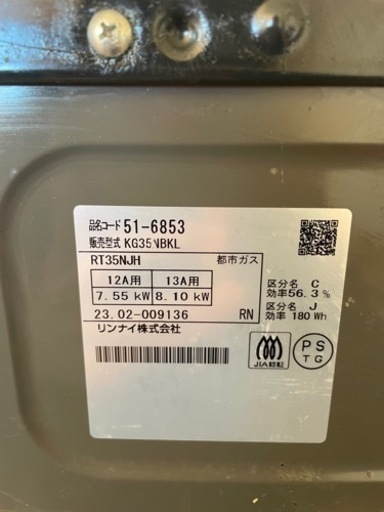 品名コード 51-6853
販売型式 KG35NBKL
RT35NJH 都市ガス
12A用 13A用
7.55 kW 8.10 kW
区分名 C
効率56.3%
区分名 J
効率 180 Wh
23.02-009136 RN
リンナイ株式会社
JIA認証
PS
TG